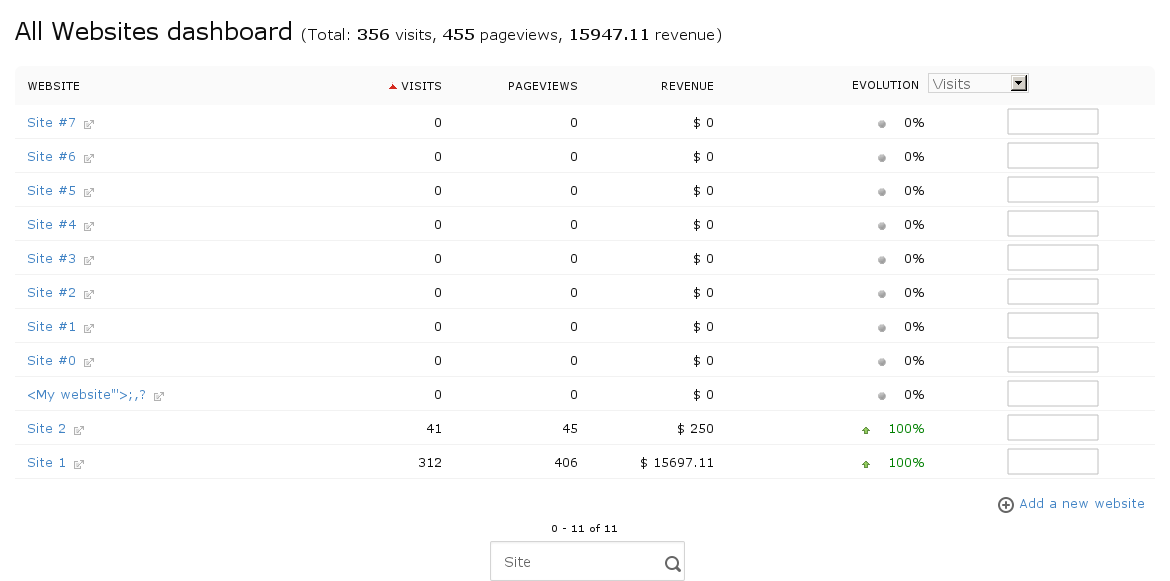 All Websites dashboard (Total: 356 visits, 455 pageviews, 15947.11 revenue)
WEBSITE VISITS PAGEVIEWS REVENUE EVOLUTION Visits
Site #7 0 0 $ 0 0%
Site #6 0 0 $ 0 0%
Site #5 0 0 $ 0 0%
Site #4 0 0 $ 0 0%
Site #3 0 0 $ 0 0%
Site #2 0 0 $ 0 0%
Site #1 0 0 $ 0 0%
Site #0 0 0 $ 0 0%
<My website"'>;,? 0 0 $ 0 0%
Site 2 41 45 $ 250 100%
Site 1 312 406 $ 15697.11 100%
Add a new website
0 - 11 of 11
Site